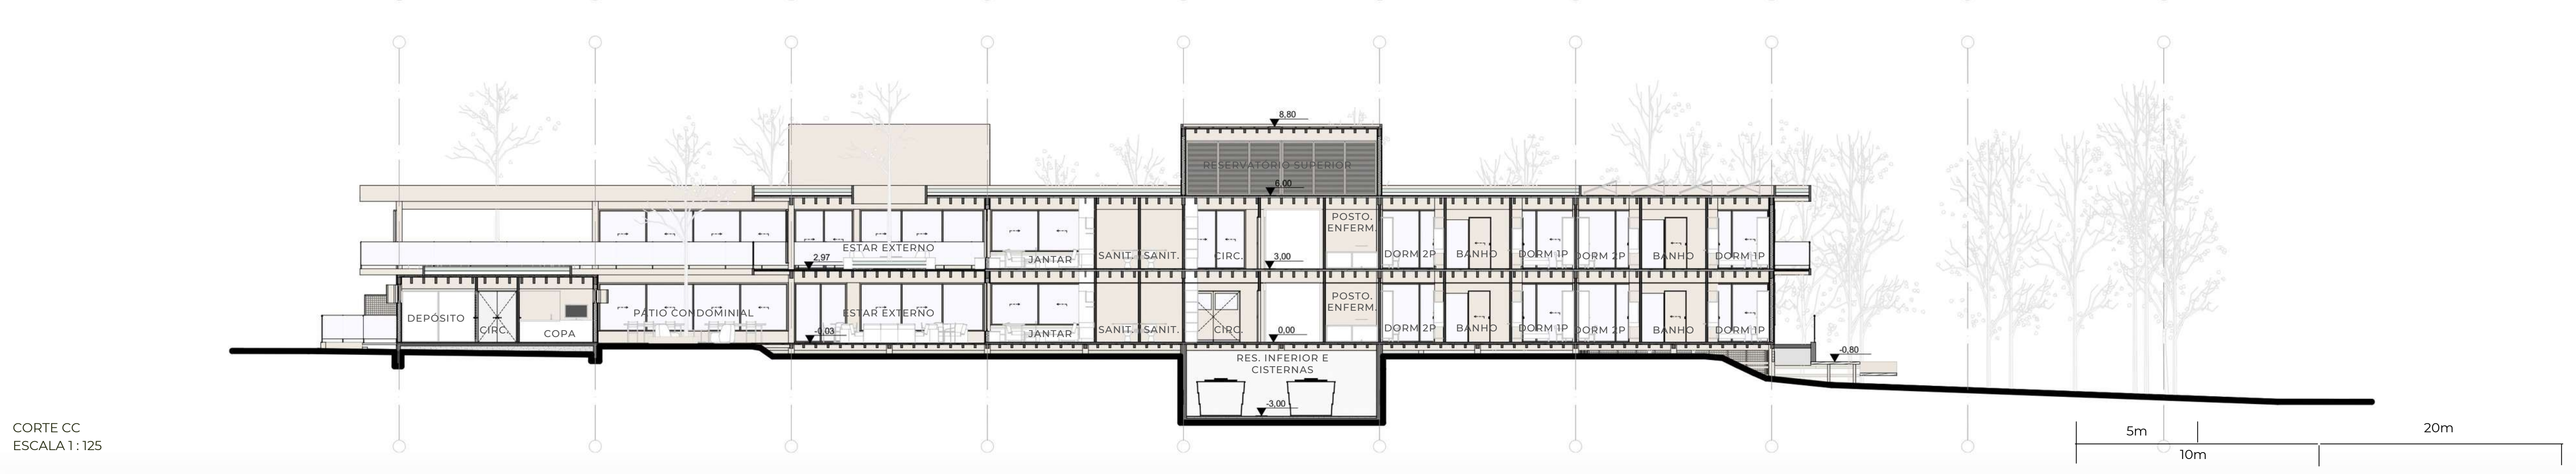 8,80
RESERVATÓRIO SUPERIOR
6,00
POSTO.
ENFERM.
ESTAR EXTERNO
2,97
JANTAR
SANIT.
SANIT.
CIRC.
3,00
DORM 2P
BANHO
DORM 1P
DORM 2P
BANHO
DORM 1P
POSTO.
ENFERM.
DEPÓSITO
CIRC.
COPA
PÁTIO CONDOMINIAL
ESTAR EXTERNO
-0,03
JANTAR
SANIT.
SANIT.
CIRC.
0,00
DORM 2P
BANHO
DORM 1P
DORM 2P
BANHO
DORM 1P
-0,80
RES. INFERIOR E
CISTERNAS
-3,00
CORTE CC
ESCALA 1 : 125
5m
20m
10m